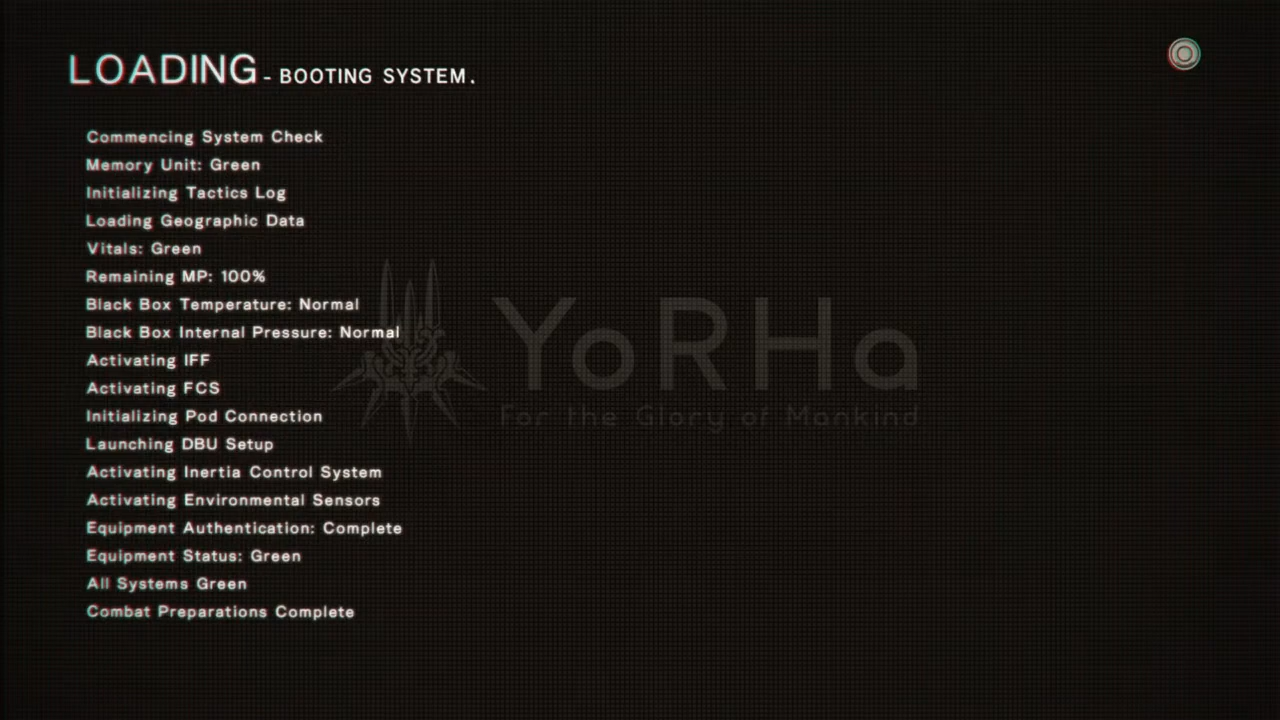 LOADING - BOOTING SYSTEM.
Commencing System Check
Memory Unit: Green
Initializing Tactics Log
Loading Geographic Data
Vitals: Green
Remaining MP: 100%
Black Box Temperature: Normal
Black Box Internal Pressure: Normal
Activating IFF
Activating FCS
Initializing Pod Connection
Launching DBU Setup
Activating Inertia Control System
Activating Environmental Sensors
Equipment Authentication: Complete
Equipment Status: Green
All Systems Green
Combat Preparations Complete
YoRHa
For the Glory of Mankind